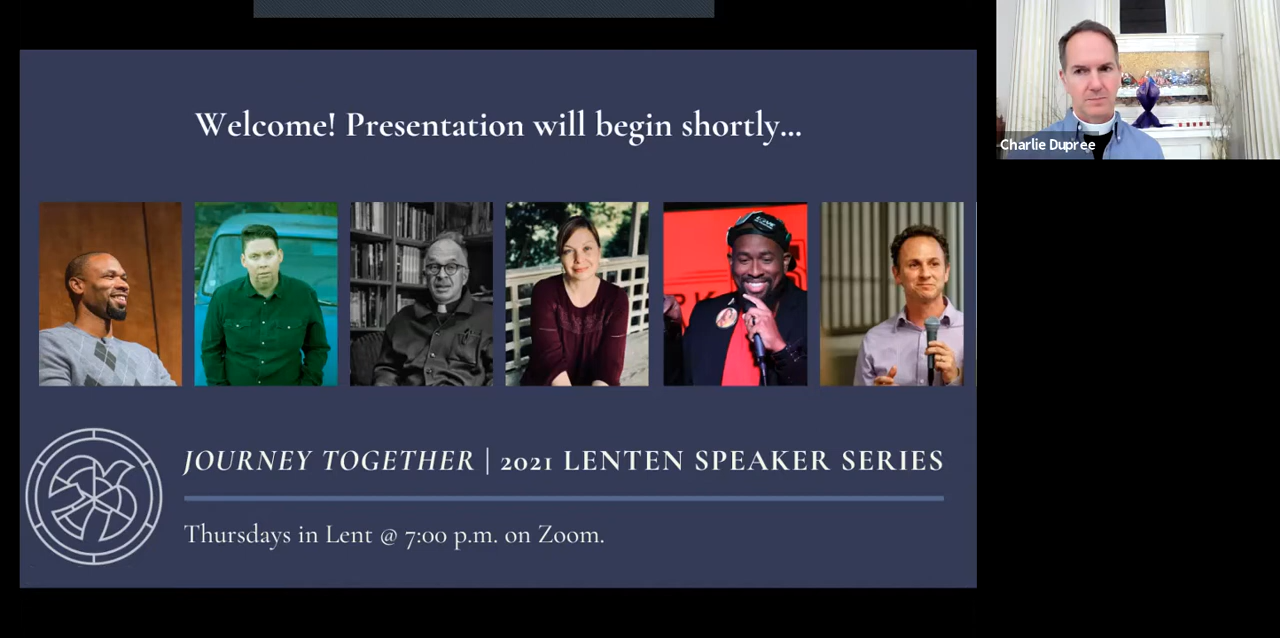 Welcome! Presentation will begin shortly...
Charlie Dupree
JOURNEY TOGETHER | 2021 LENTEN SPEAKER SERIES
Thursdays in Lent @ 7:00 p.m. on Zoom.